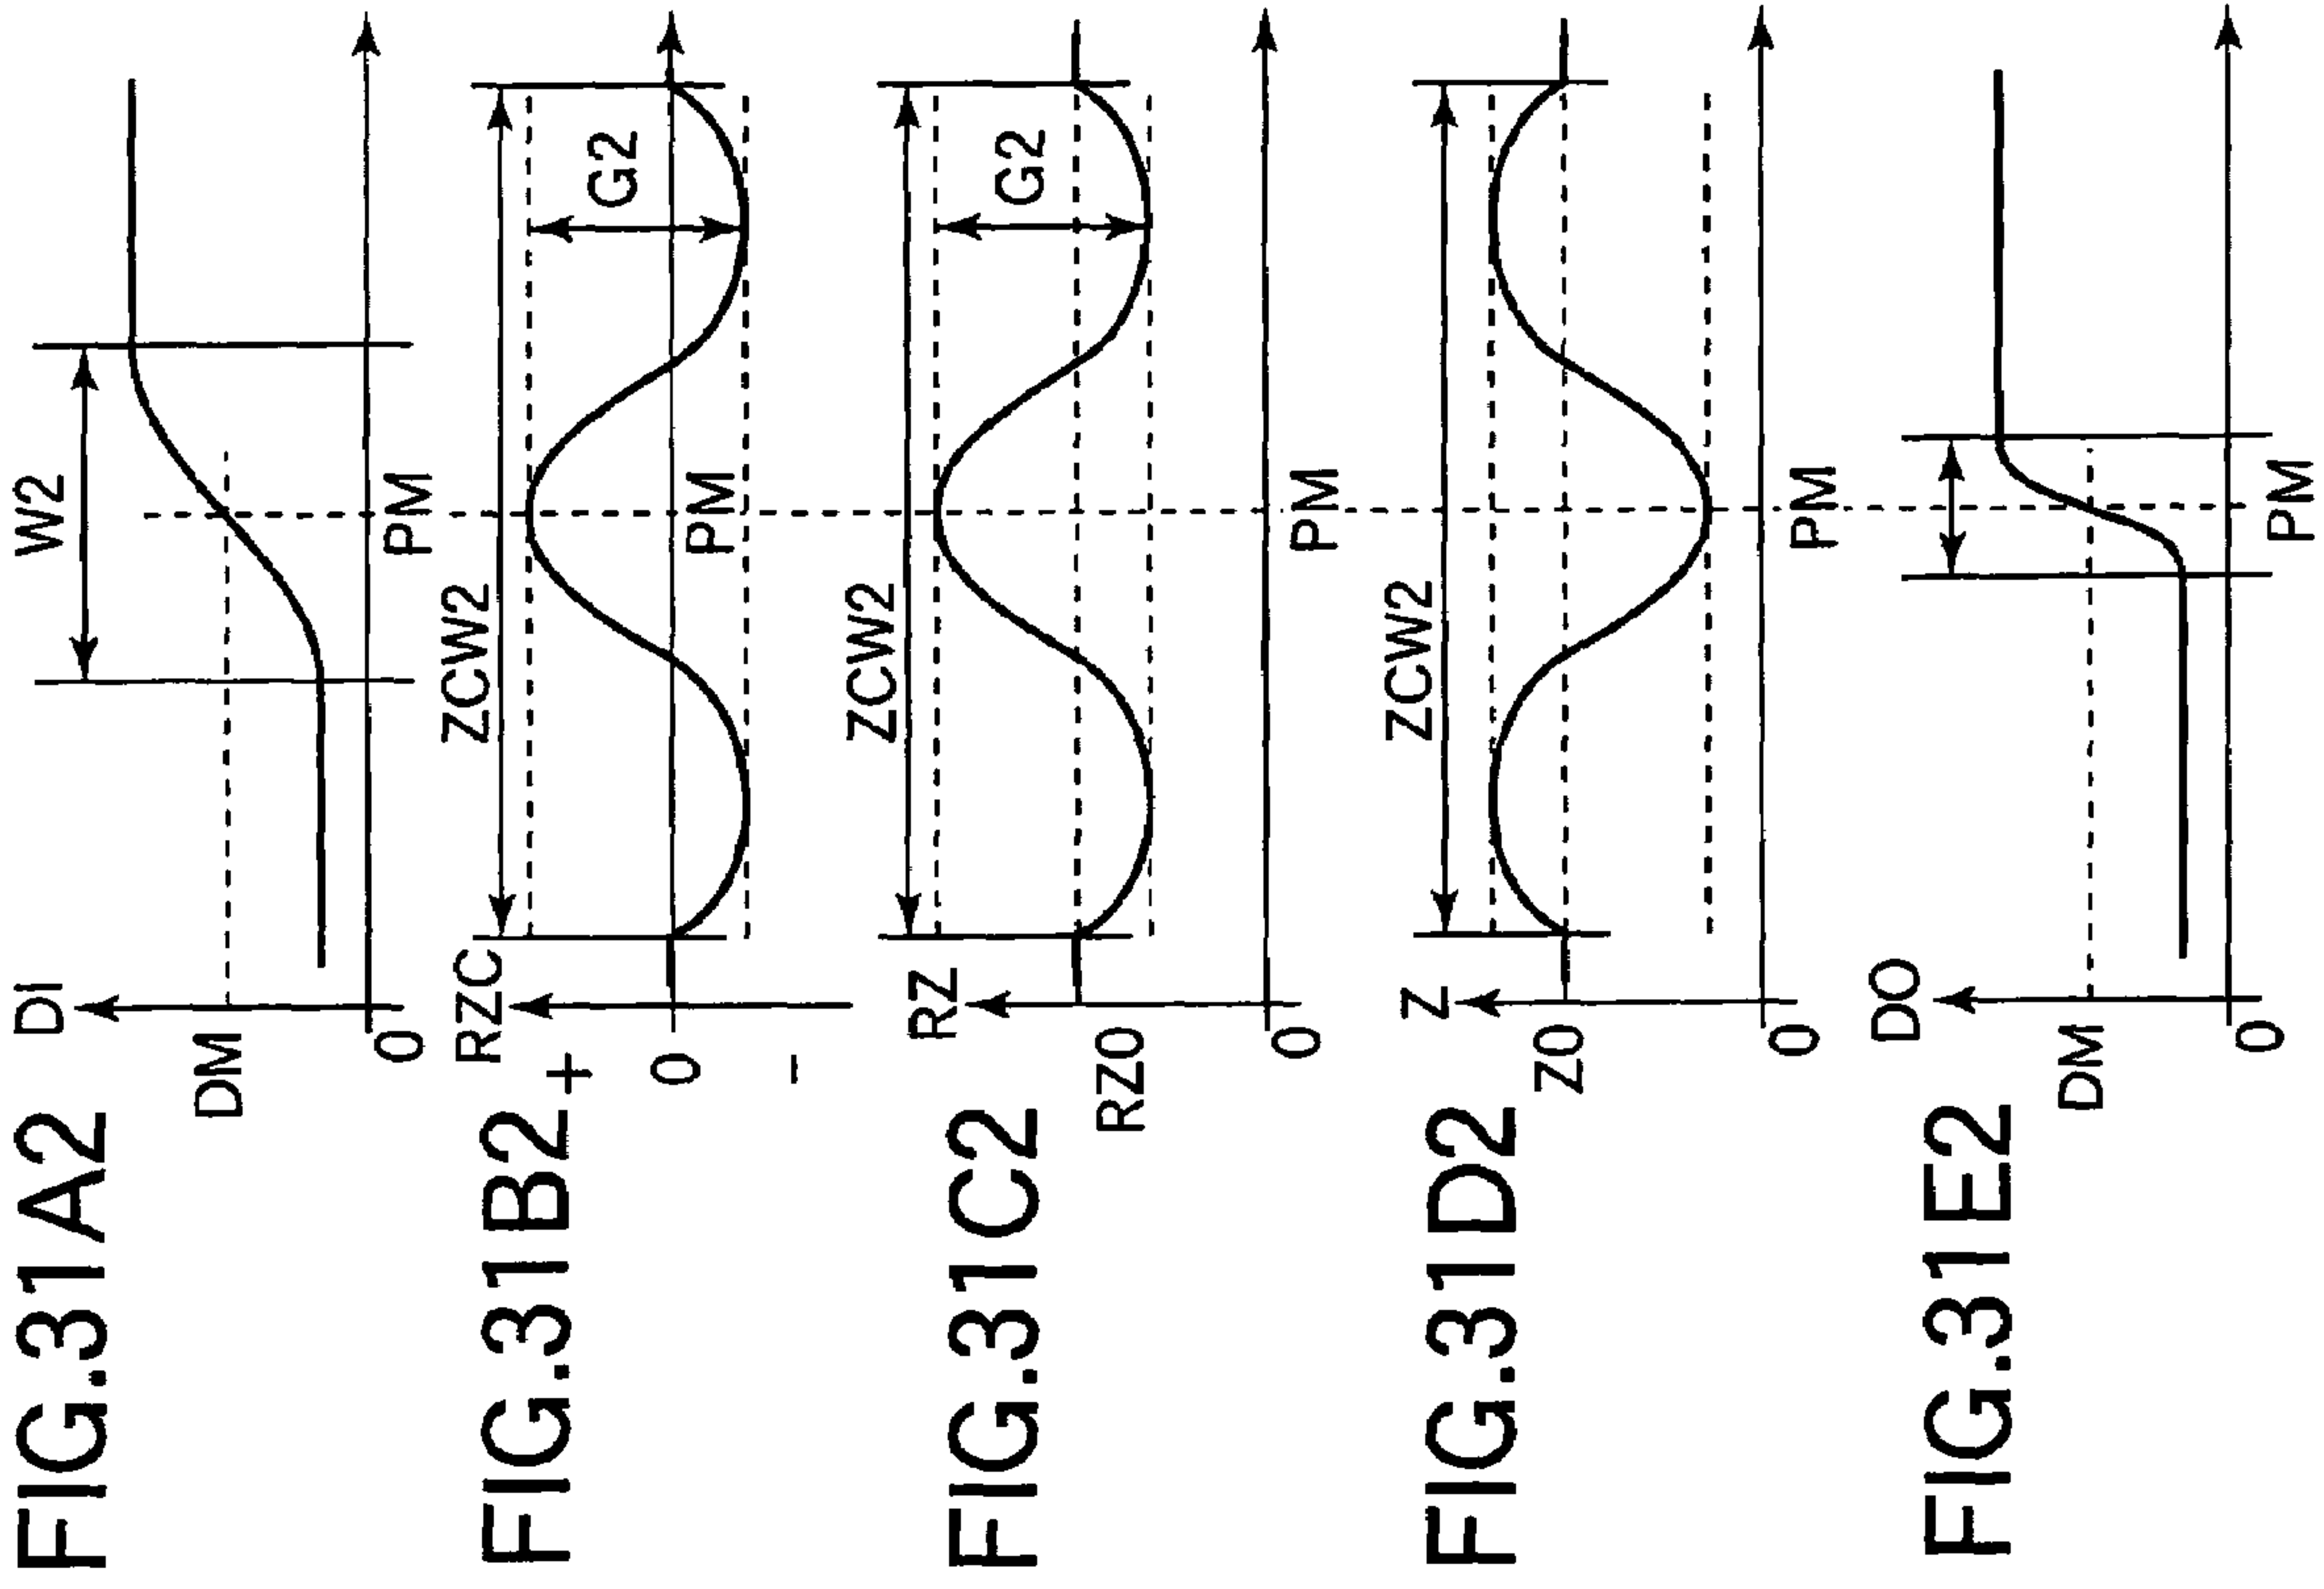 FIG.31A2
DI
DM
0
W2
PM
FIG.31B2
RZC
+
0
−
ZCW2
PM
G2
FIG.31C2
RZ
RZ0
0
ZCW2
PM
G2
FIG.31D2
Z
Z0
0
ZCW2
PM
FIG.31E2
DO
DM
0
PM